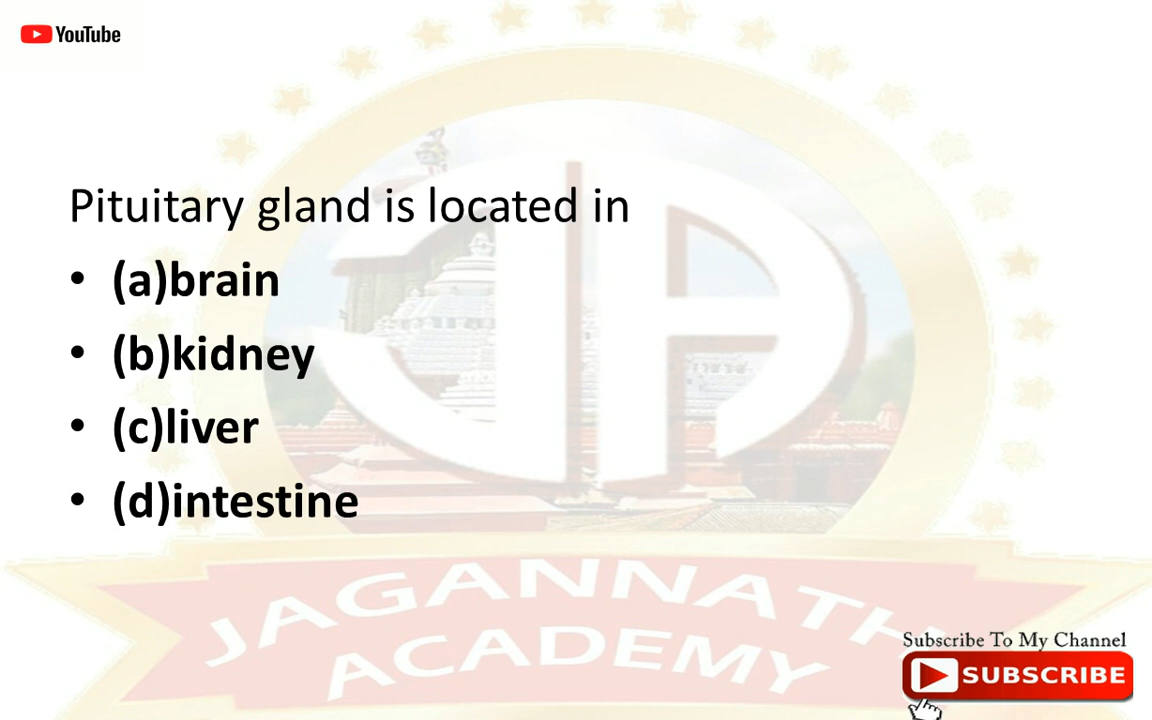 YouTube
Pituitary gland is located in
• (a)brain
• (b)kidney
• (c)liver
• (d)intestine
JAGANNATH
ACADEMY
Subscribe To My Channel
SUBSCRIBE